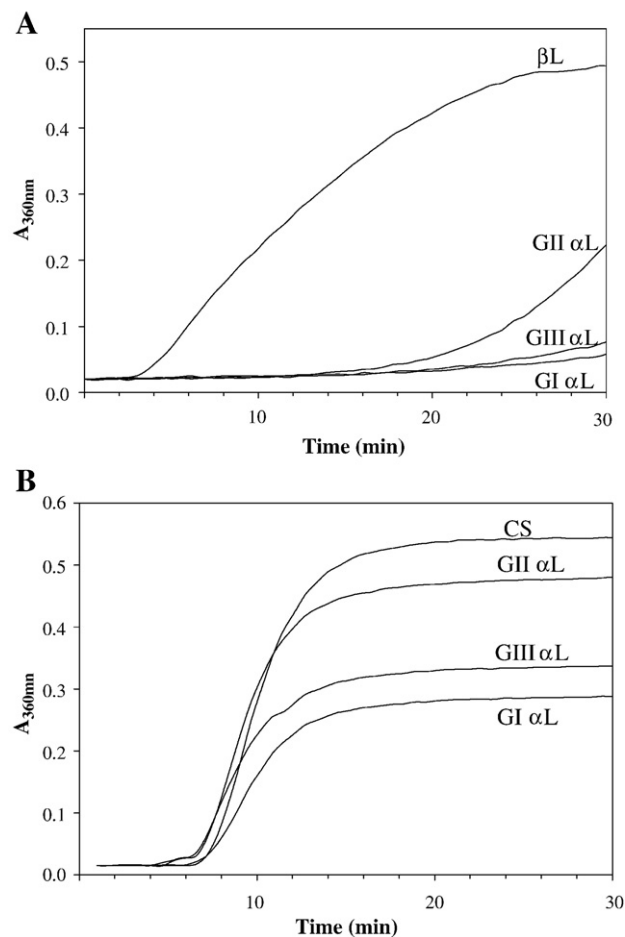 A
0.5
0.4
0.3
0.2
0.1
0.0
A360nm
βL
GII αL
GIII αL
GI αL
10
20
30
Time (min)
B
0.6
0.5
0.4
0.3
0.2
0.1
0.0
A360nm
CS
GII αL
GIII αL
GI αL
10
20
30
Time (min)